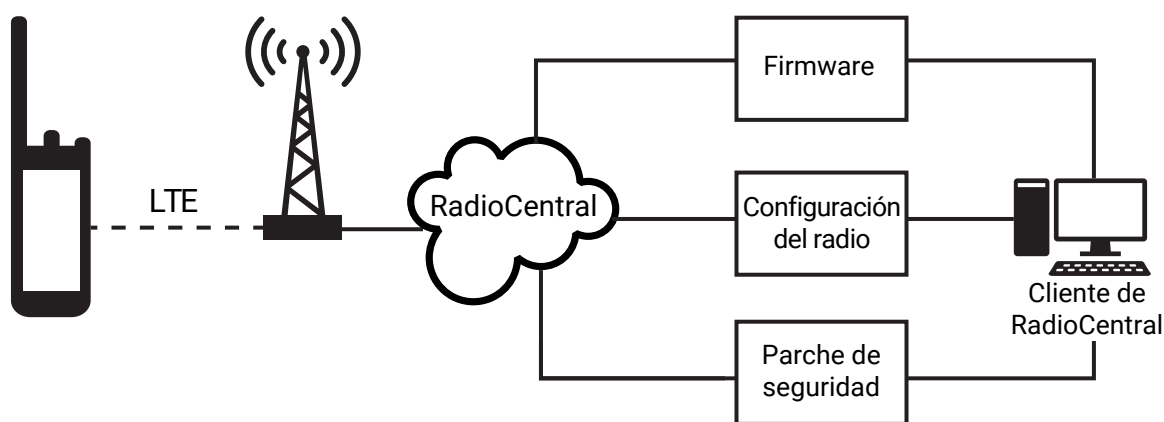 LTE
RadioCentral
Firmware
Configuración
del radio
Parche de
seguridad
Cliente de
RadioCentral